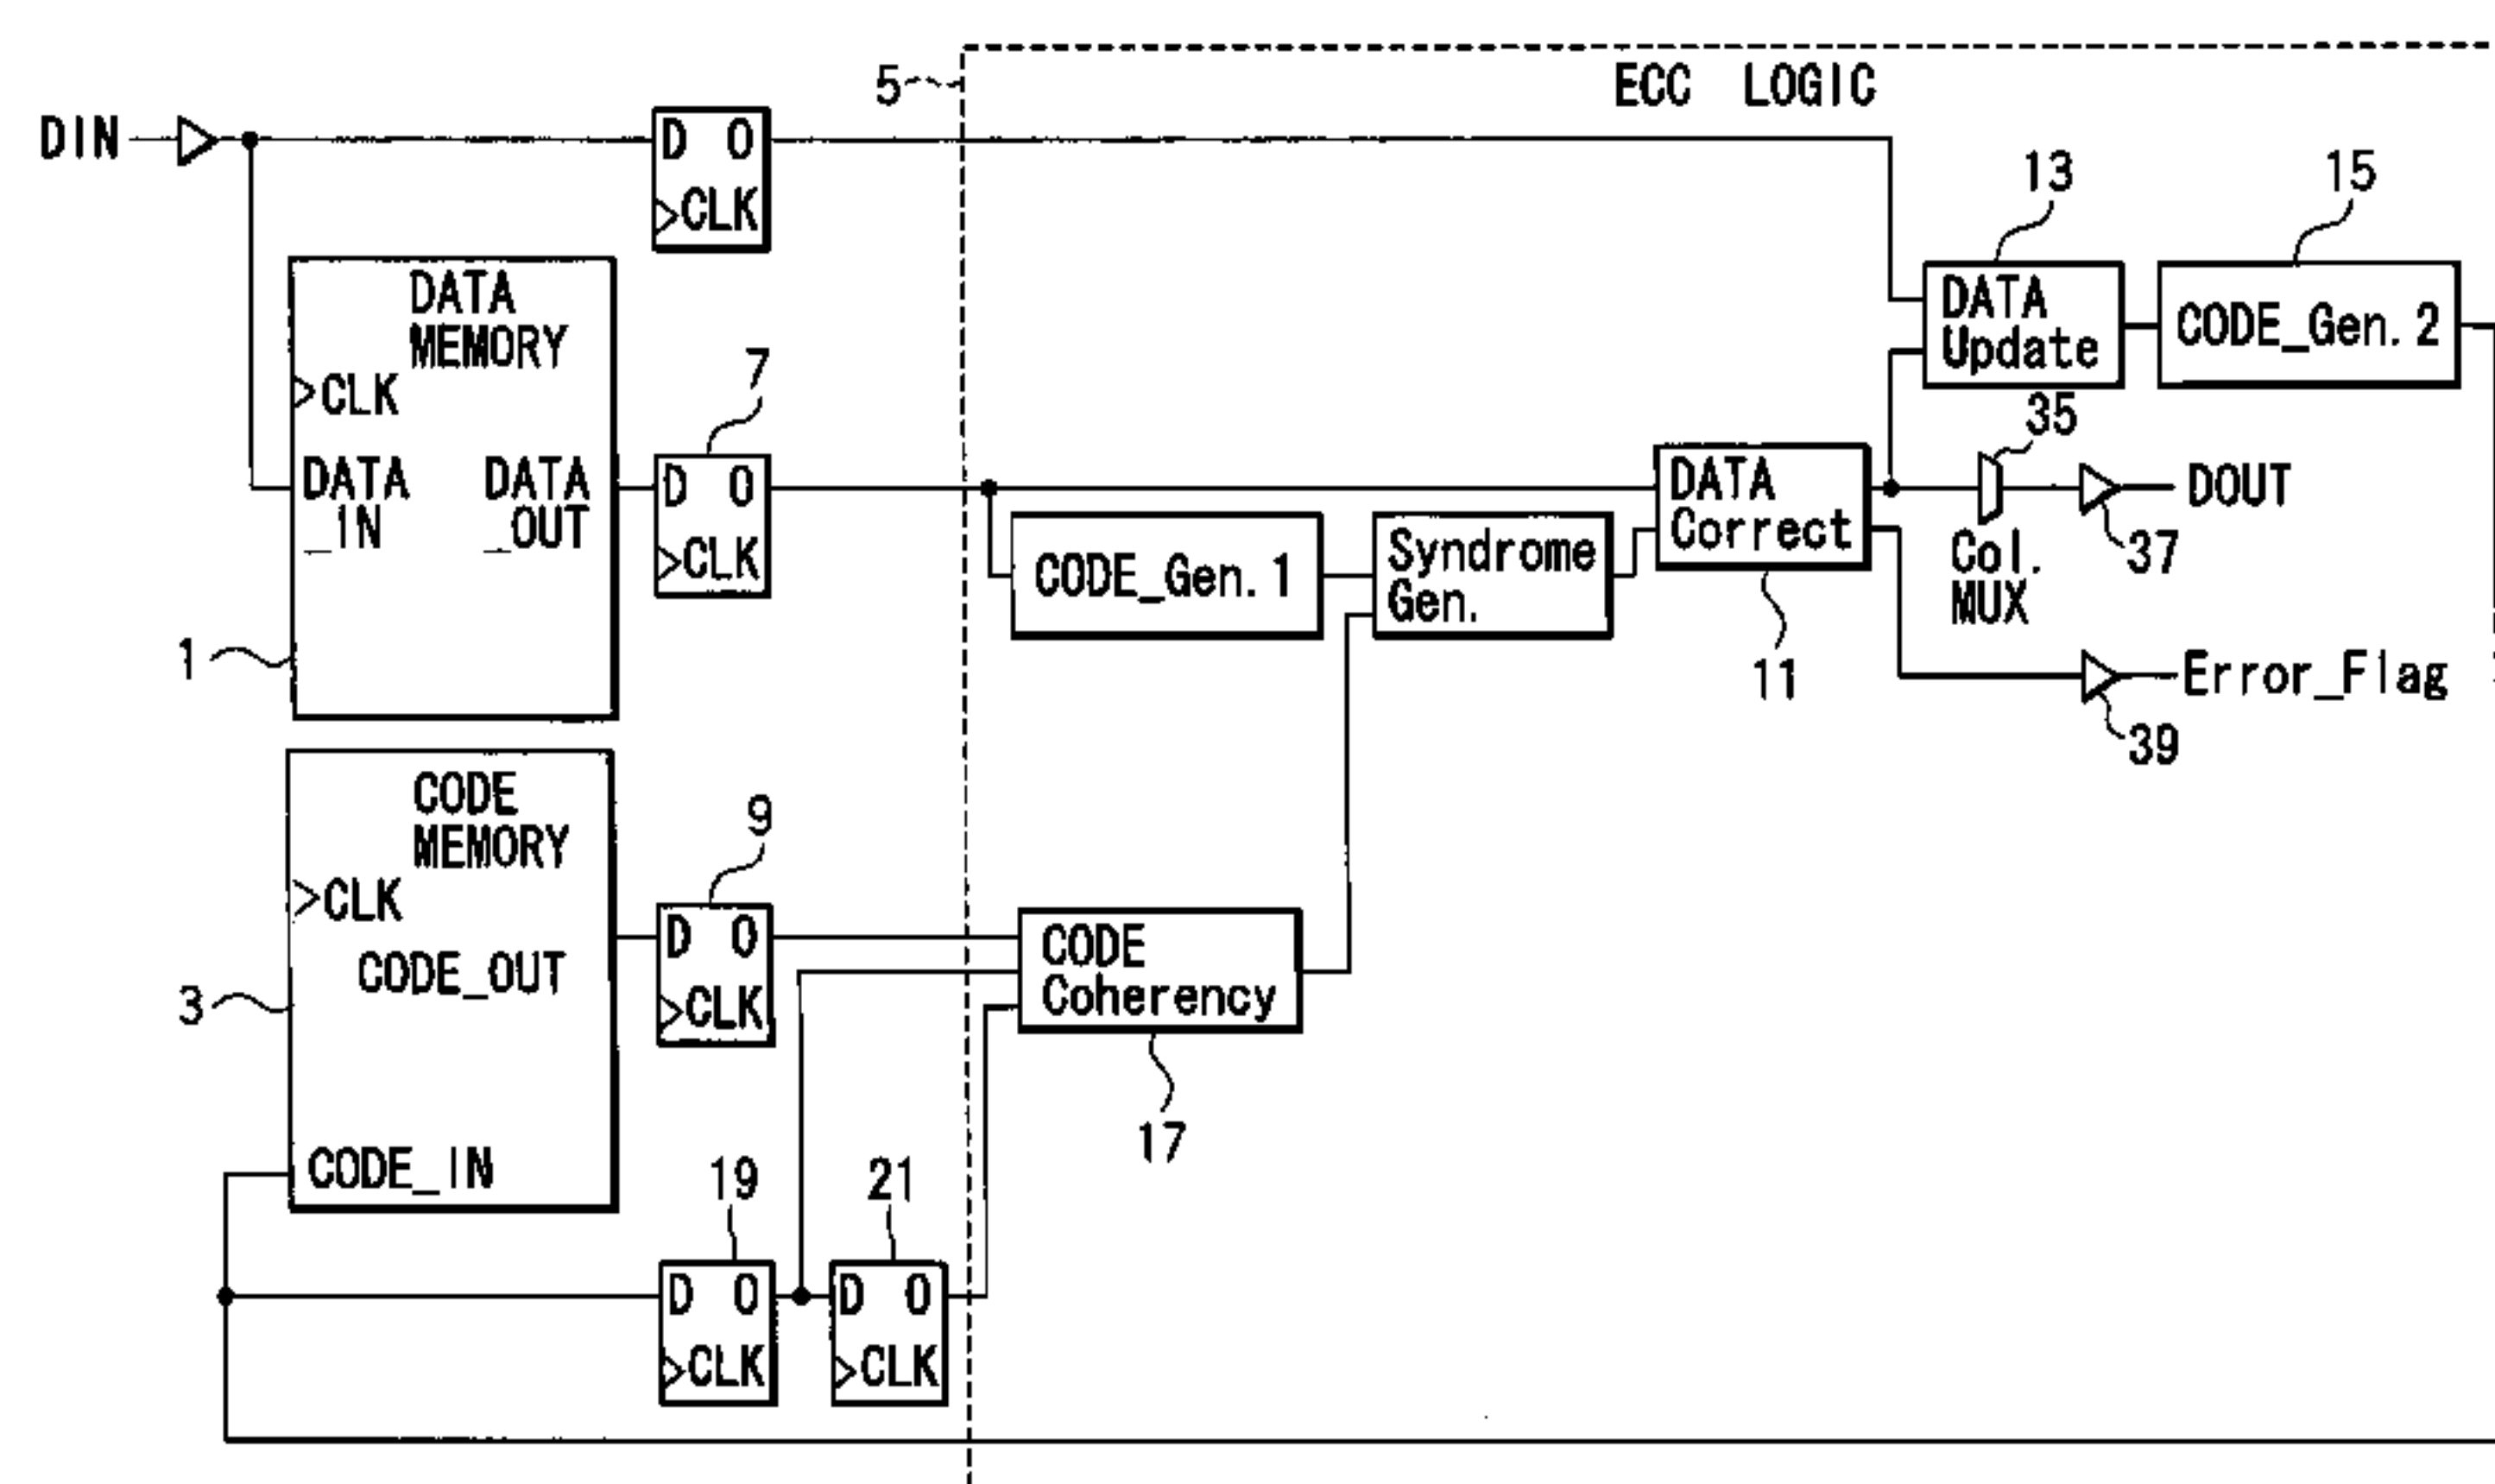 5
ECC LOGIC
DIN
D O
CLK
13
15
DATA
MEMORY
CLK
DATA
_IN
DATA
_OUT
1
7
D O
CLK
DATA
Update
CODE_Gen. 2
35
DATA
Correct
DOUT
CODE_Gen. 1
Syndrome
Gen.
Col.
MUX
37
11
Error_Flag
39
CODE
MEMORY
CLK
CODE_OUT
3
CODE_IN
9
D O
CLK
CODE
Coherency
17
19
21
D O
CLK
D O
CLK